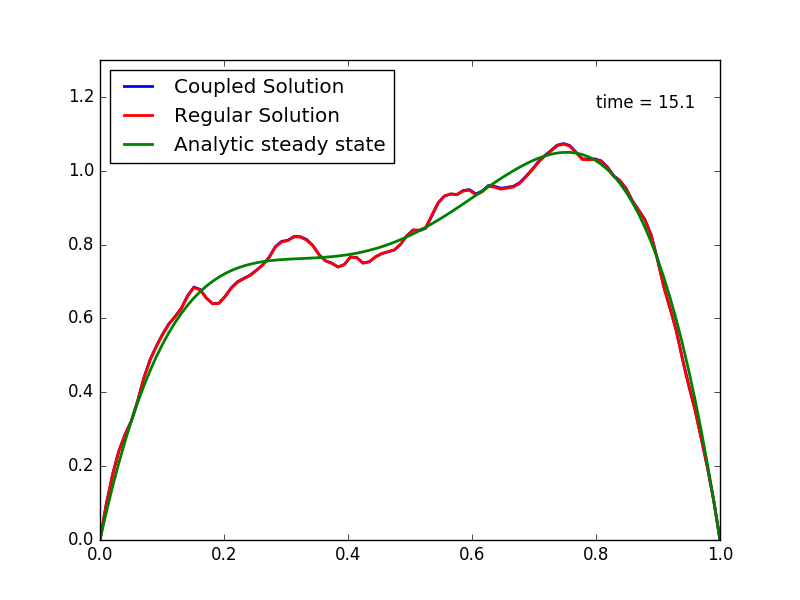 Coupled Solution
Regular Solution
Analytic steady state
time = 15.1
1.2
1.0
0.8
0.6
0.4
0.2
0.0
0.0 0.2 0.4 0.6 0.8 1.0